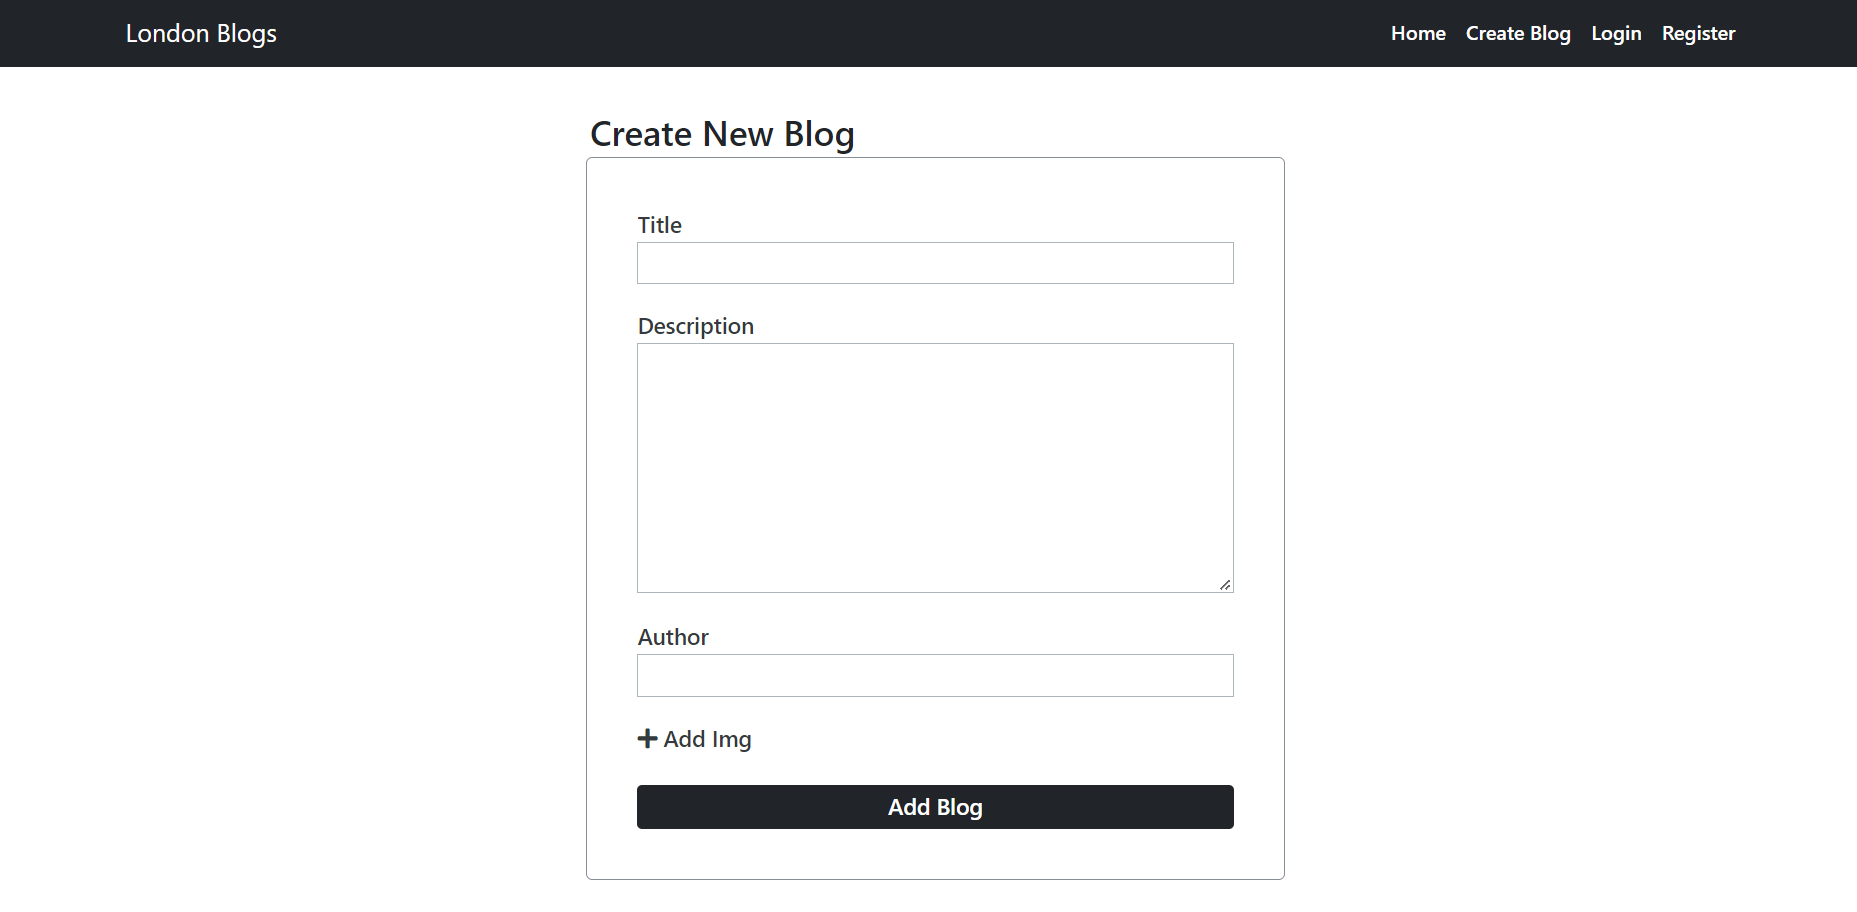 London Blogs
Home Create Blog Login Register
Create New Blog
Title
Description
Author
Add Img
Add Blog